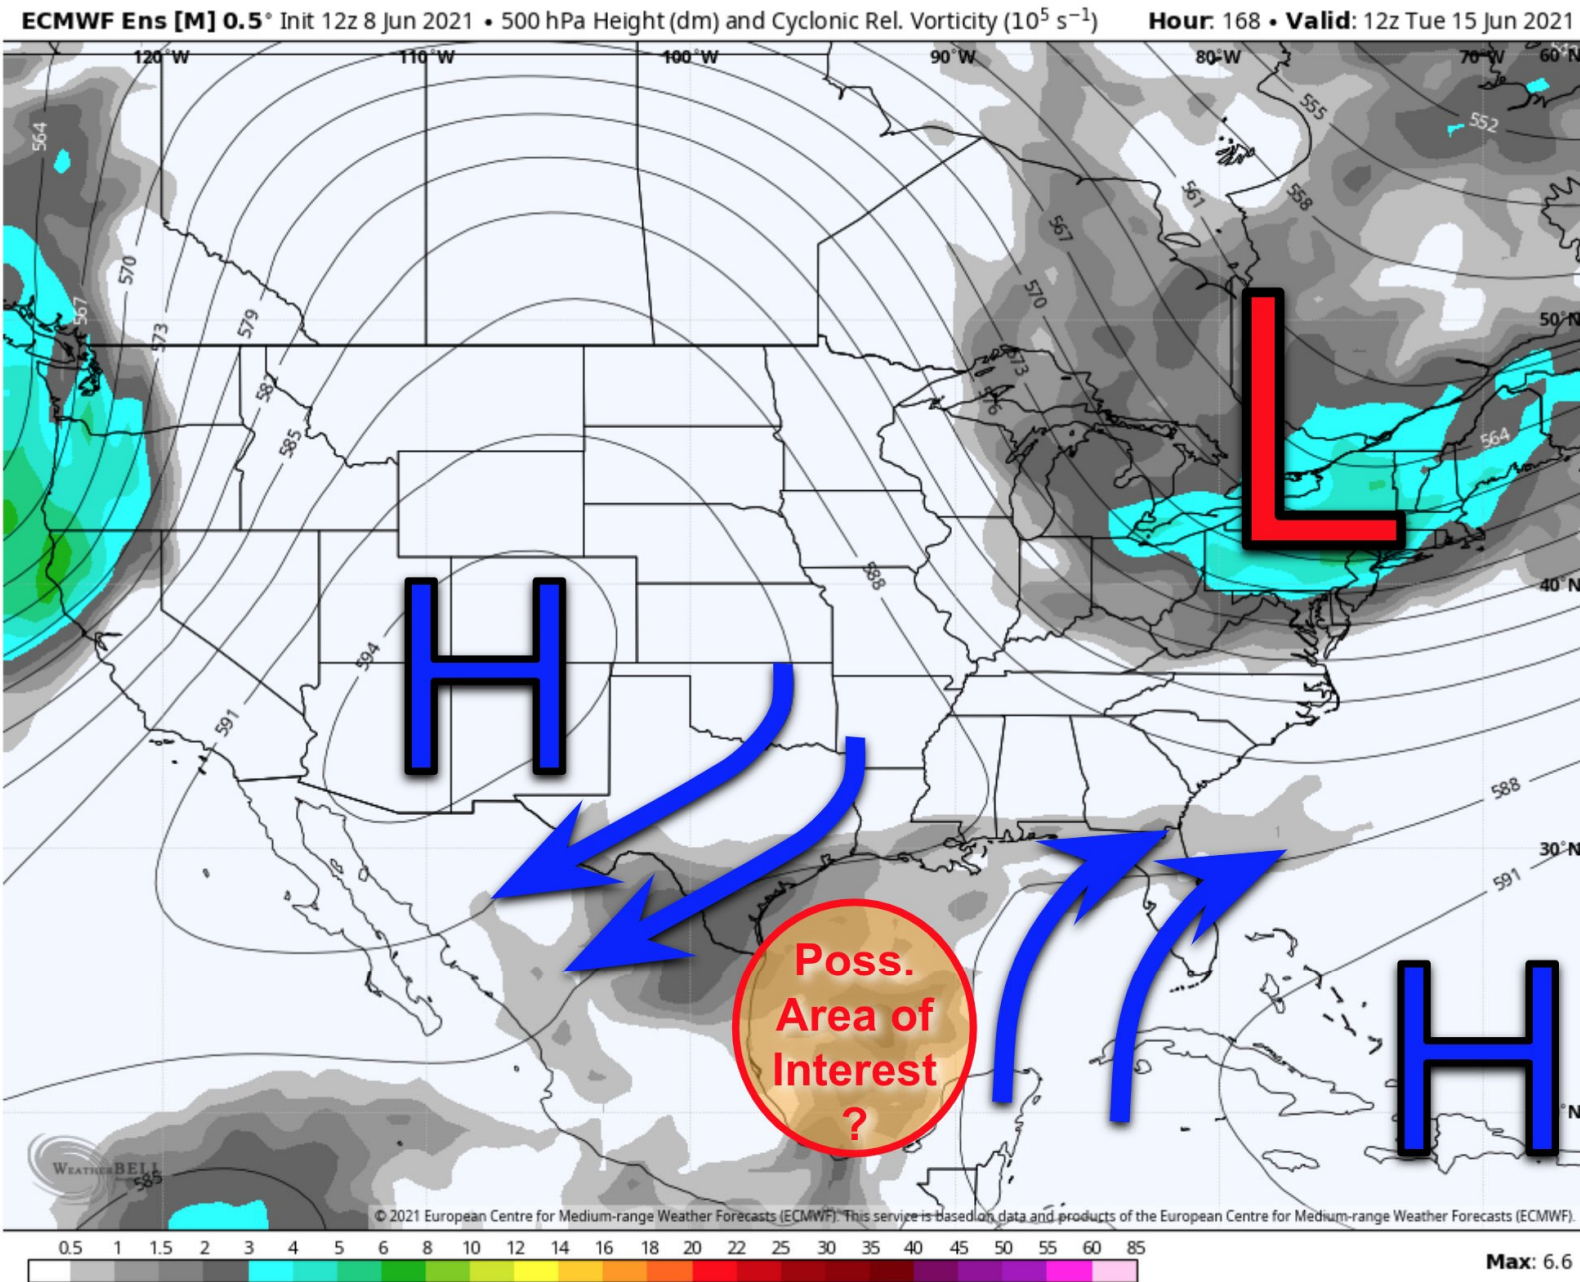 ECMWF Ens [M] 0.5° Init 12z 8 Jun 2021 • 500 hPa Height (dm) and Cyclonic Rel. Vorticity (10⁵ s⁻¹) Hour: 168 • Valid: 12z Tue 15 Jun 2021
120°W 110°W 100°W 90°W 80°W 70°W 60°N
564
555
552
561
558
567
570
570
567
573
579
50°N
L
573
576
582
585
564
588
40°N
H
594
591
588
30°N
591
1
Poss.
Area of
Interest
?
H
°N
WEATHERBELL
585
© 2021 European Centre for Medium-range Weather Forecasts (ECMWF). This service is based on data and products of the European Centre for Medium-range Weather Forecasts (ECMWF).
0.5 1 1.5 2 3 4 5 6 8 10 12 14 16 18 20 22 25 30 35 40 45 50 55 60 85
Max: 6.6